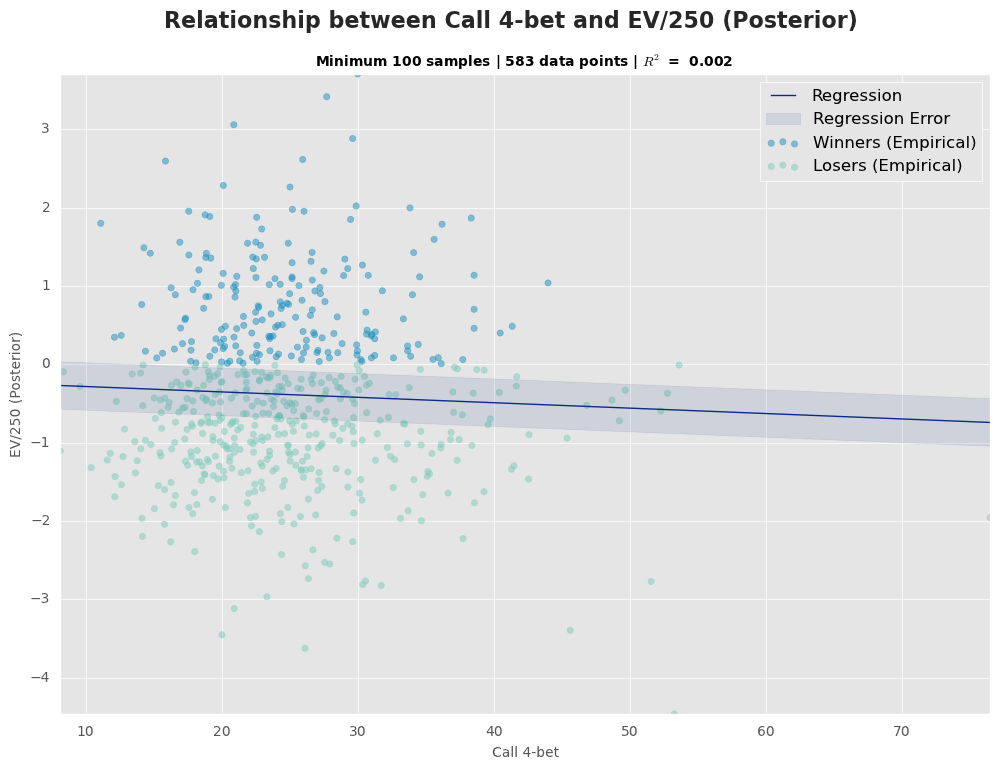 Relationship between Call 4-bet and EV/250 (Posterior)
Minimum 100 samples | 583 data points | R² = 0.002
Regression
Regression Error
Winners (Empirical)
Losers (Empirical)
EV/250 (Posterior)
3
2
1
0
−1
−2
−3
−4
10 20 30 40 50 60 70
Call 4-bet